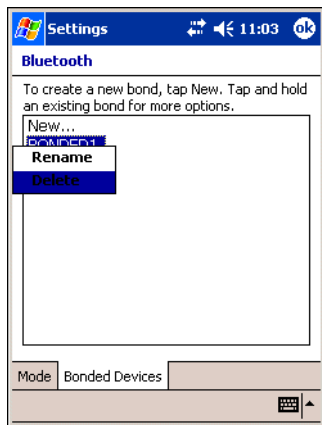 Settings 11:03 ok
Bluetooth
To create a new bond, tap New. Tap and hold
an existing bond for more options.
New...
BONDED1
Rename
Delete
Mode Bonded Devices